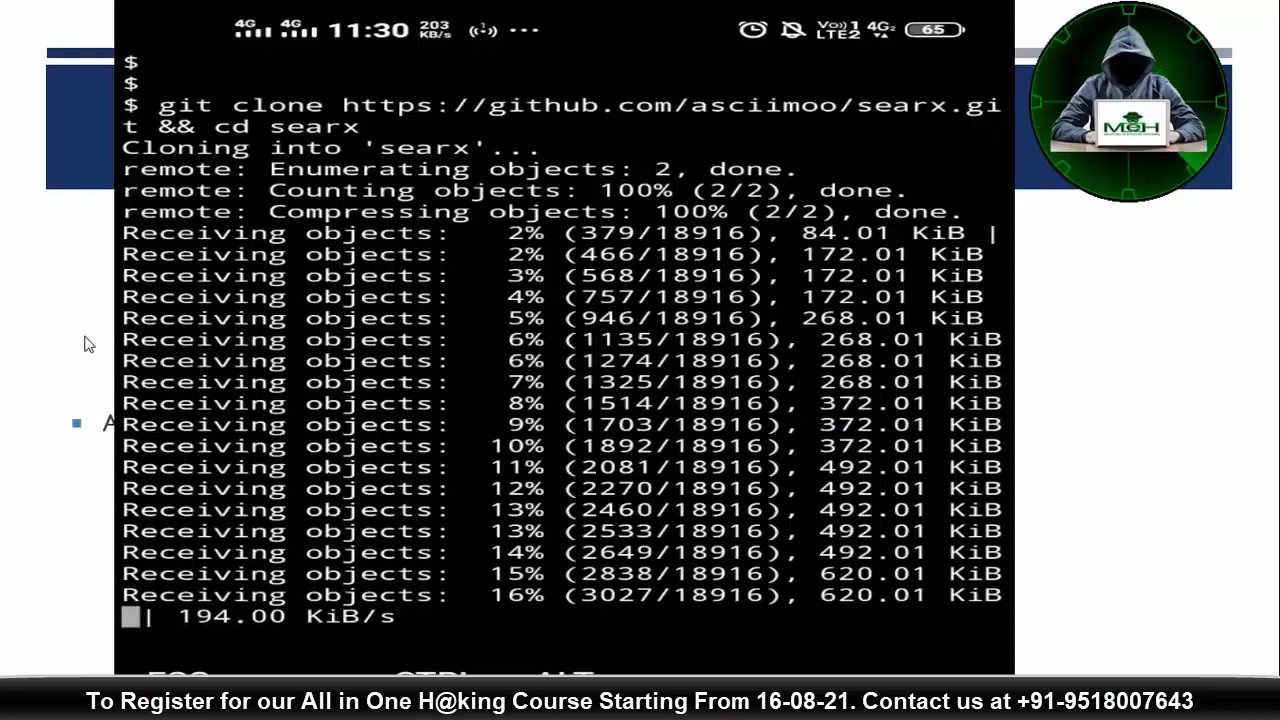 4G 4G 11:30 203 KB/s ... Vo)) 1 LTE2 4G2 65
$
$
$ git clone https://github.com/asciimoo/searx.gi
t && cd searx
Cloning into 'searx'...
remote: Enumerating objects: 2, done.
remote: Counting objects: 100% (2/2), done.
remote: Compressing objects: 100% (2/2), done.
Receiving objects:   2% (379/18916), 84.01 KiB |
Receiving objects:   2% (466/18916), 172.01 KiB
Receiving objects:   3% (568/18916), 172.01 KiB
Receiving objects:   4% (757/18916), 172.01 KiB
Receiving objects:   5% (946/18916), 268.01 KiB
Receiving objects:   6% (1135/18916), 268.01 KiB
Receiving objects:   6% (1274/18916), 268.01 KiB
Receiving objects:   7% (1325/18916), 268.01 KiB
Receiving objects:   8% (1514/18916), 372.01 KiB
Receiving objects:   9% (1703/18916), 372.01 KiB
Receiving objects:  10% (1892/18916), 372.01 KiB
Receiving objects:  11% (2081/18916), 492.01 KiB
Receiving objects:  12% (2270/18916), 492.01 KiB
Receiving objects:  13% (2460/18916), 492.01 KiB
Receiving objects:  13% (2533/18916), 492.01 KiB
Receiving objects:  14% (2649/18916), 492.01 KiB
Receiving objects:  15% (2838/18916), 620.01 KiB
Receiving objects:  16% (3027/18916), 620.01 KiB
| 194.00 KiB/s
ESC CTRL ALT
MeH
A
To Register for our All in One H@king Course Starting From 16-08-21. Contact us at +91-9518007643